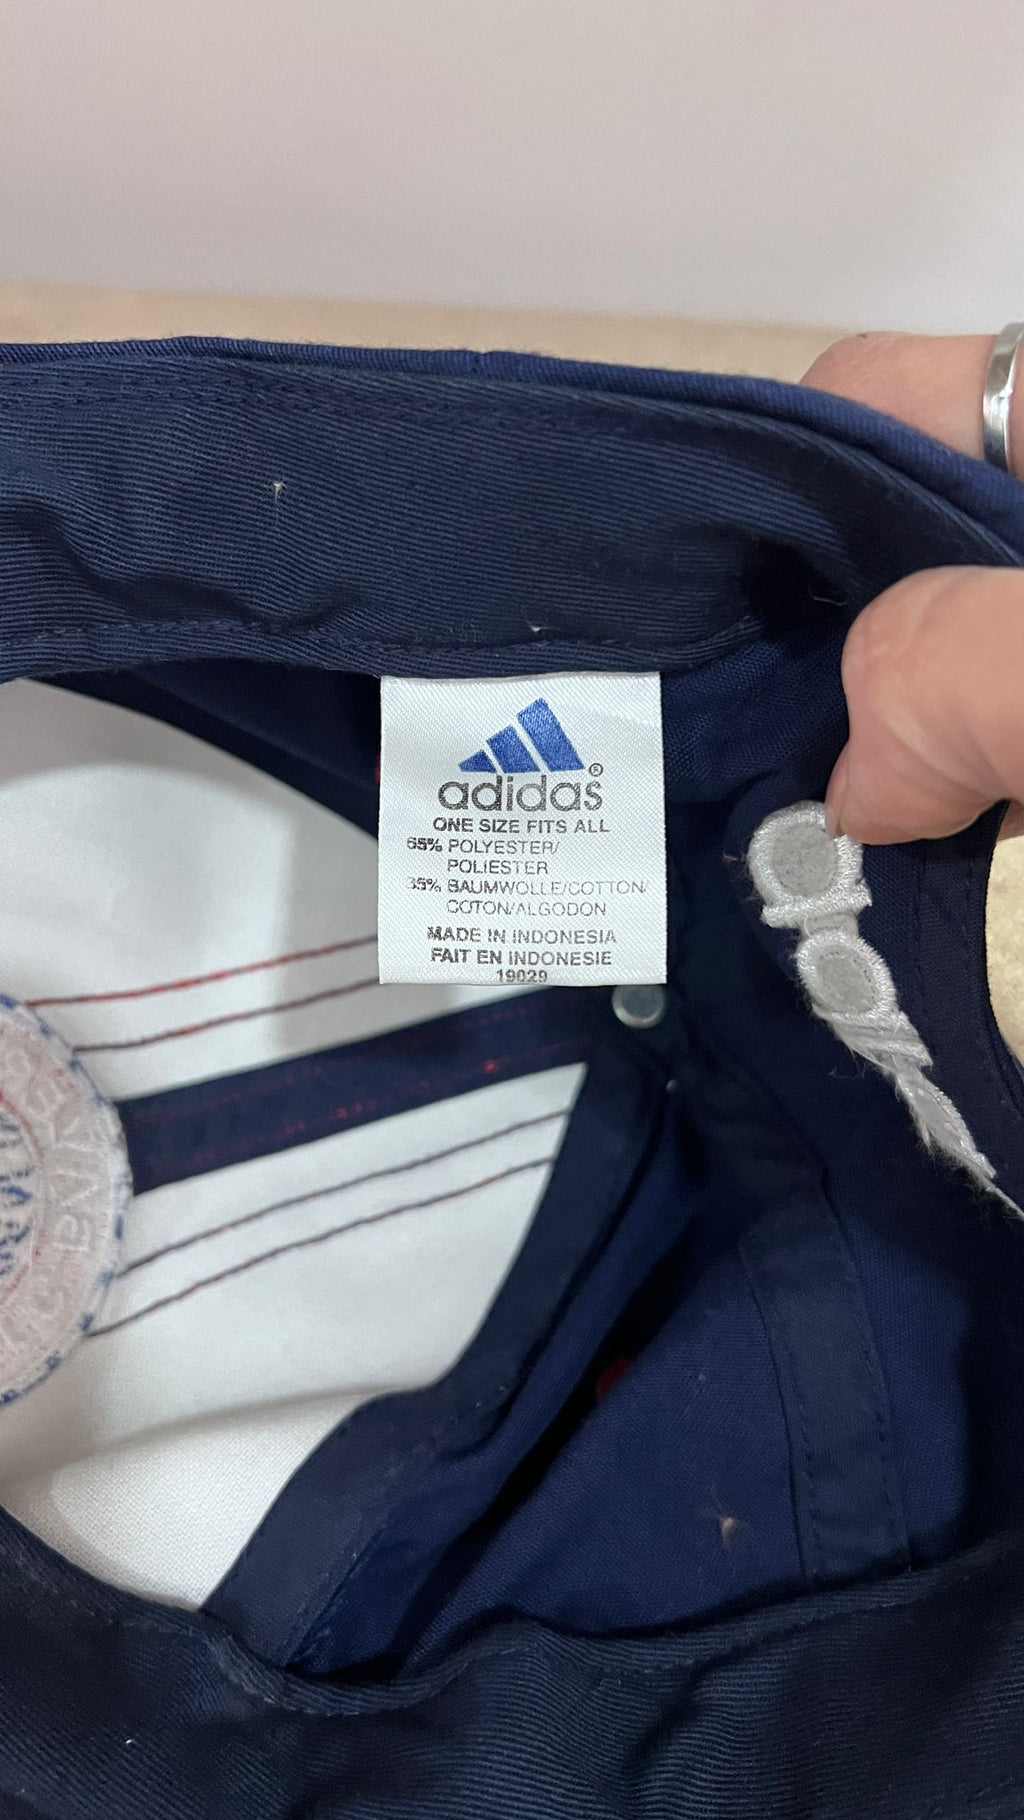 adidas®
ONE SIZE FITS ALL
65% POLYESTER/
POLIESTER
35% BAUMWOLLE/COTTON/
COTON/ALGODON
MADE IN INDONESIA
FAIT EN INDONESIE
19029